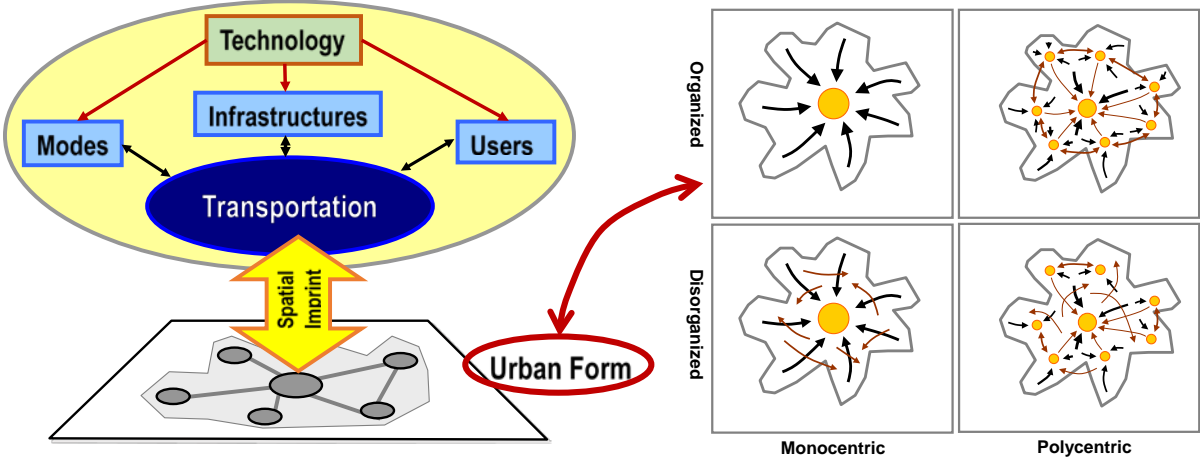 Technology
Infrastructures
Modes
Users
Transportation
Spatial
Imprint
Urban Form
Organized
Disorganized
Monocentric
Polycentric